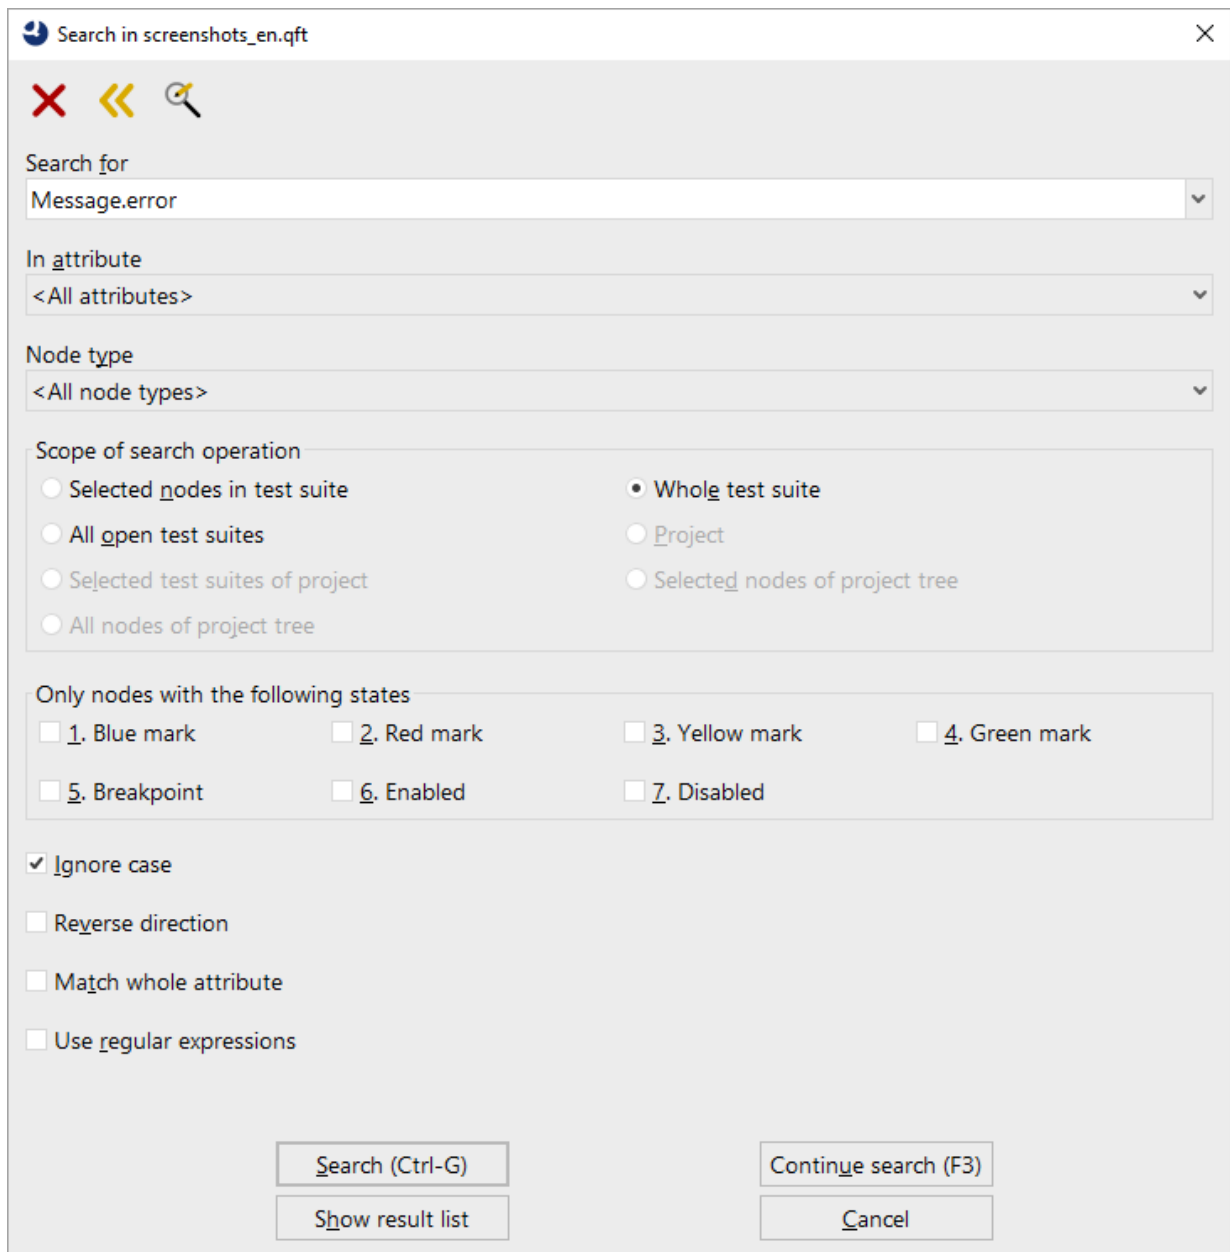 Search in screenshots_en.qft
Search for
Message.error
In attribute
<All attributes>
Node type
<All node types>
Scope of search operation
Selected nodes in test suite Whole test suite
All open test suites Project
Selected test suites of project Selected nodes of project tree
All nodes of project tree
Only nodes with the following states
1. Blue mark 2. Red mark 3. Yellow mark 4. Green mark
5. Breakpoint 6. Enabled 7. Disabled
Ignore case
Reverse direction
Match whole attribute
Use regular expressions
Search (Ctrl-G) Continue search (F3)
Show result list Cancel